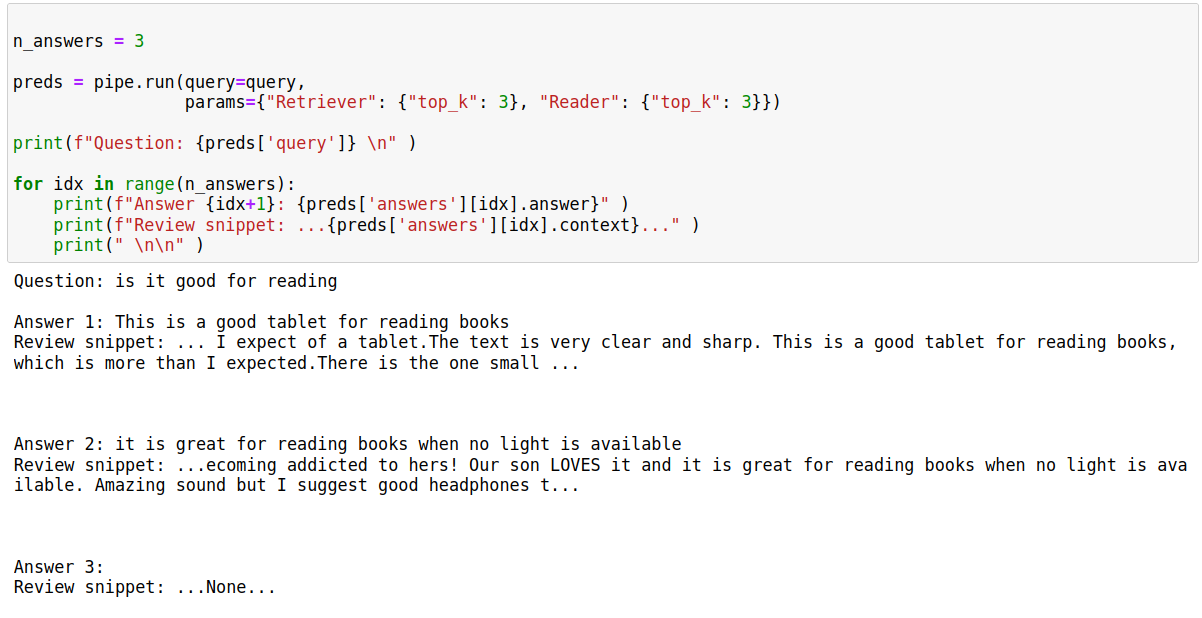 n_answers = 3
preds = pipe.run(query=query,
                 params={"Retriever": {"top_k": 3}, "Reader": {"top_k": 3}})
print(f"Question: {preds['query']} \n" )
for idx in range(n_answers):
    print(f"Answer {idx+1}: {preds['answers'][idx].answer}" )
    print(f"Review snippet: ...{preds['answers'][idx].context}..." )
    print(" \n\n" )
Question: is it good for reading
Answer 1: This is a good tablet for reading books
Review snippet: ... I expect of a tablet.The text is very clear and sharp. This is a good tablet for reading books,
which is more than I expected.There is the one small ...
Answer 2: it is great for reading books when no light is available
Review snippet: ...ecoming addicted to hers! Our son LOVES it and it is great for reading books when no light is ava
ilable. Amazing sound but I suggest good headphones t...
Answer 3:
Review snippet: ...None...